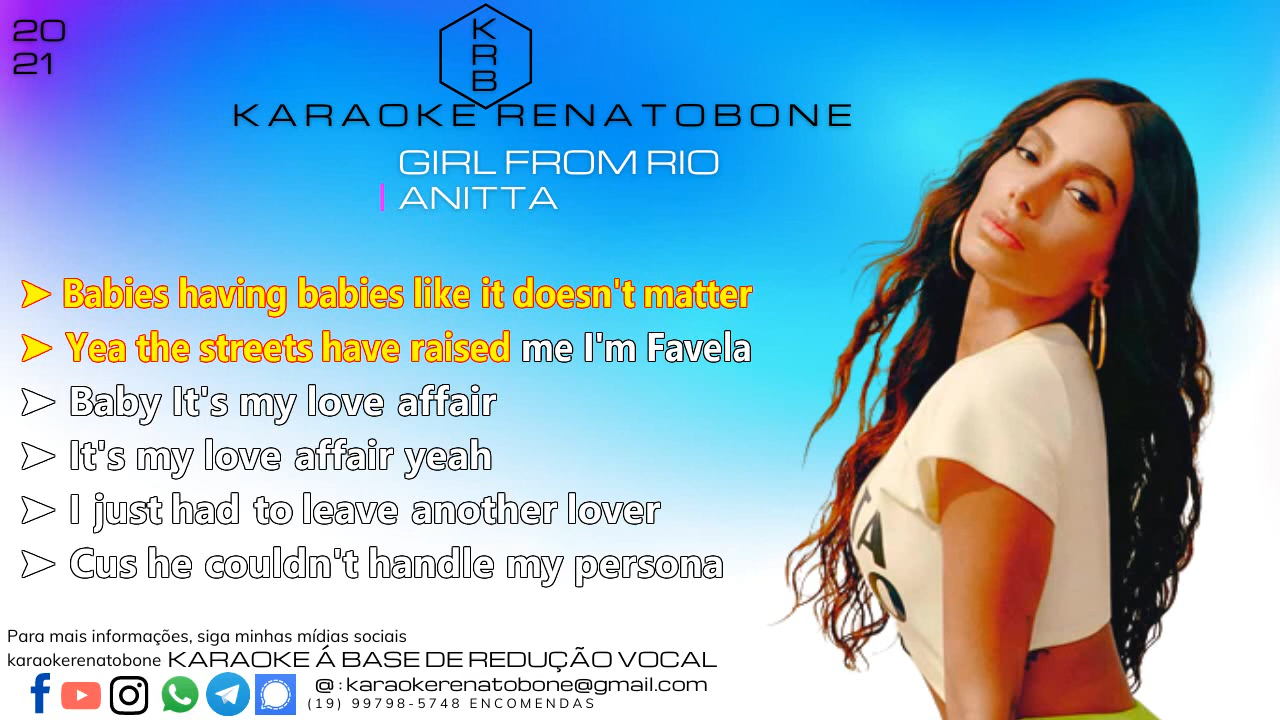 20
21
K
R
B
KARAOKE RENATOBONE
GIRL FROM RIO
ANITTA
Babies having babies like it doesn't matter
Yea the streets have raised me I'm Favela
Baby It's my love affair
It's my love affair yeah
I just had to leave another lover
Cus he couldn't handle my persona
Para mais informações, siga minhas mídias sociais
karaokerenatobone KARAOKE Á BASE DE REDUÇÃO VOCAL
@:karaokerenatobone@gmail.com
(19) 99798-5748 ENCOMENDAS